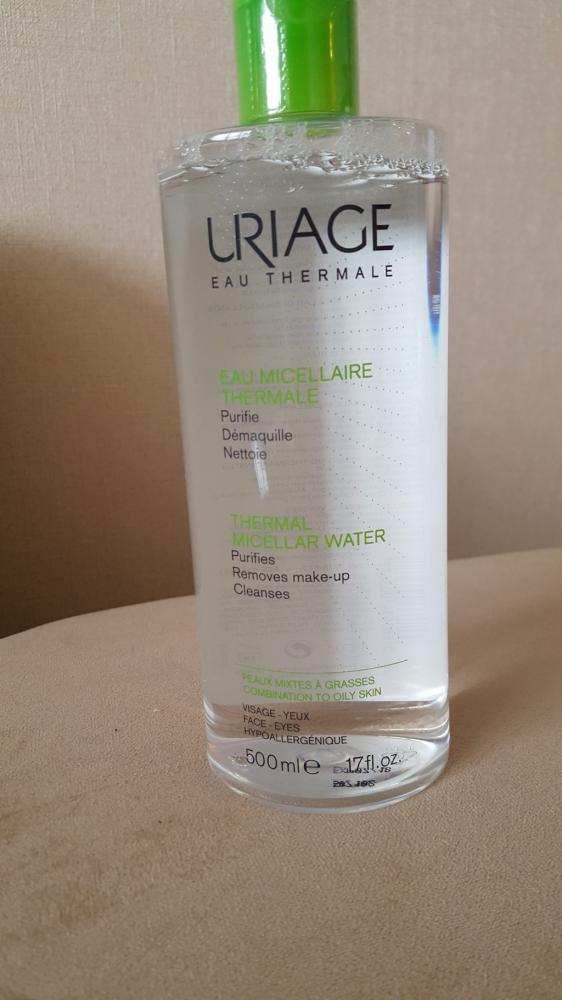 URIAGE
EAU THERMALE
EAU MICELLAIRE
THERMALE
Purifie
Démaquille
Nettoie
THERMAL
MICELLAR WATER
Purifies
Removes make-up
Cleanses
PEAUX MIXTES À GRASSES
COMBINATION TO OILY SKIN
VISAGE - YEUX
FACE - EYES
HYPOALLERGÉNIQUE
500 ml e 17 fl.oz.